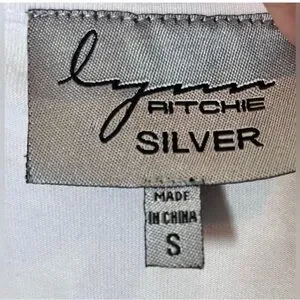 lynn
RITCHIE
SILVER
MADE
IN CHINA
S